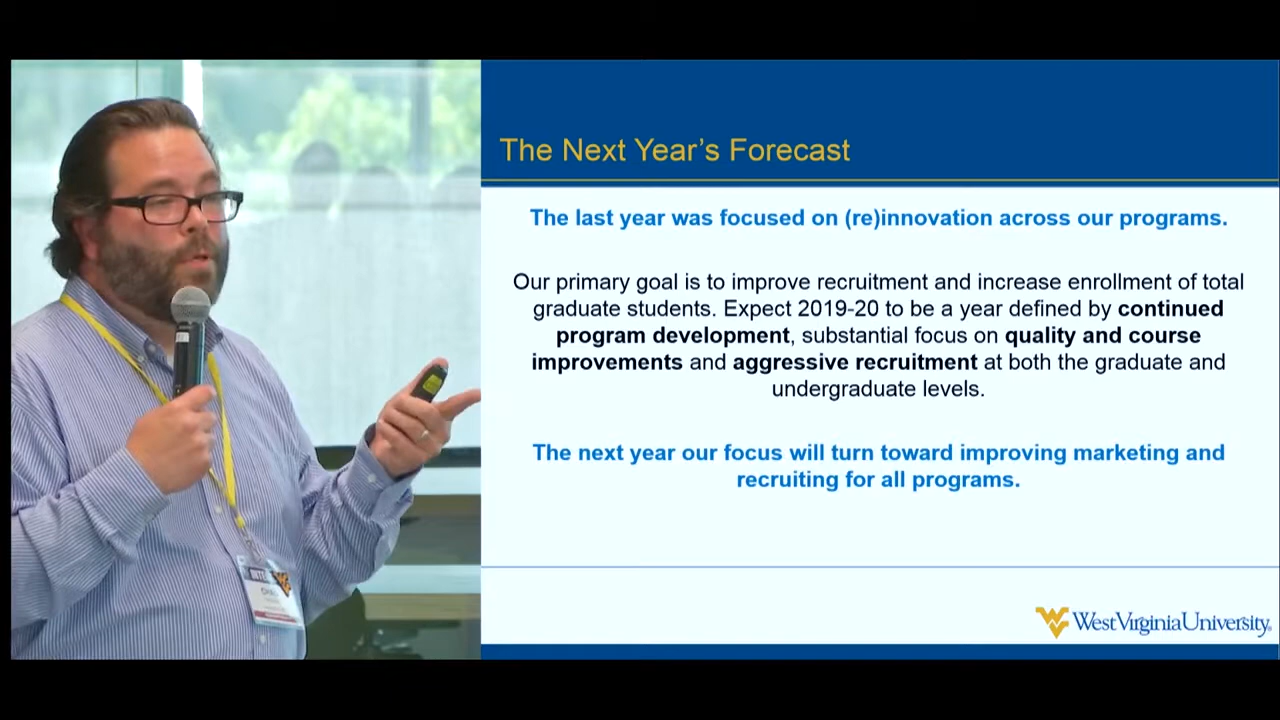 The Next Year’s Forecast
The last year was focused on (re)innovation across our programs.
Our primary goal is to improve recruitment and increase enrollment of total
graduate students. Expect 2019-20 to be a year defined by continued
program development, substantial focus on quality and course
improvements and aggressive recruitment at both the graduate and
undergraduate levels.
The next year our focus will turn toward improving marketing and
recruiting for all programs.
WestVirginiaUniversity®